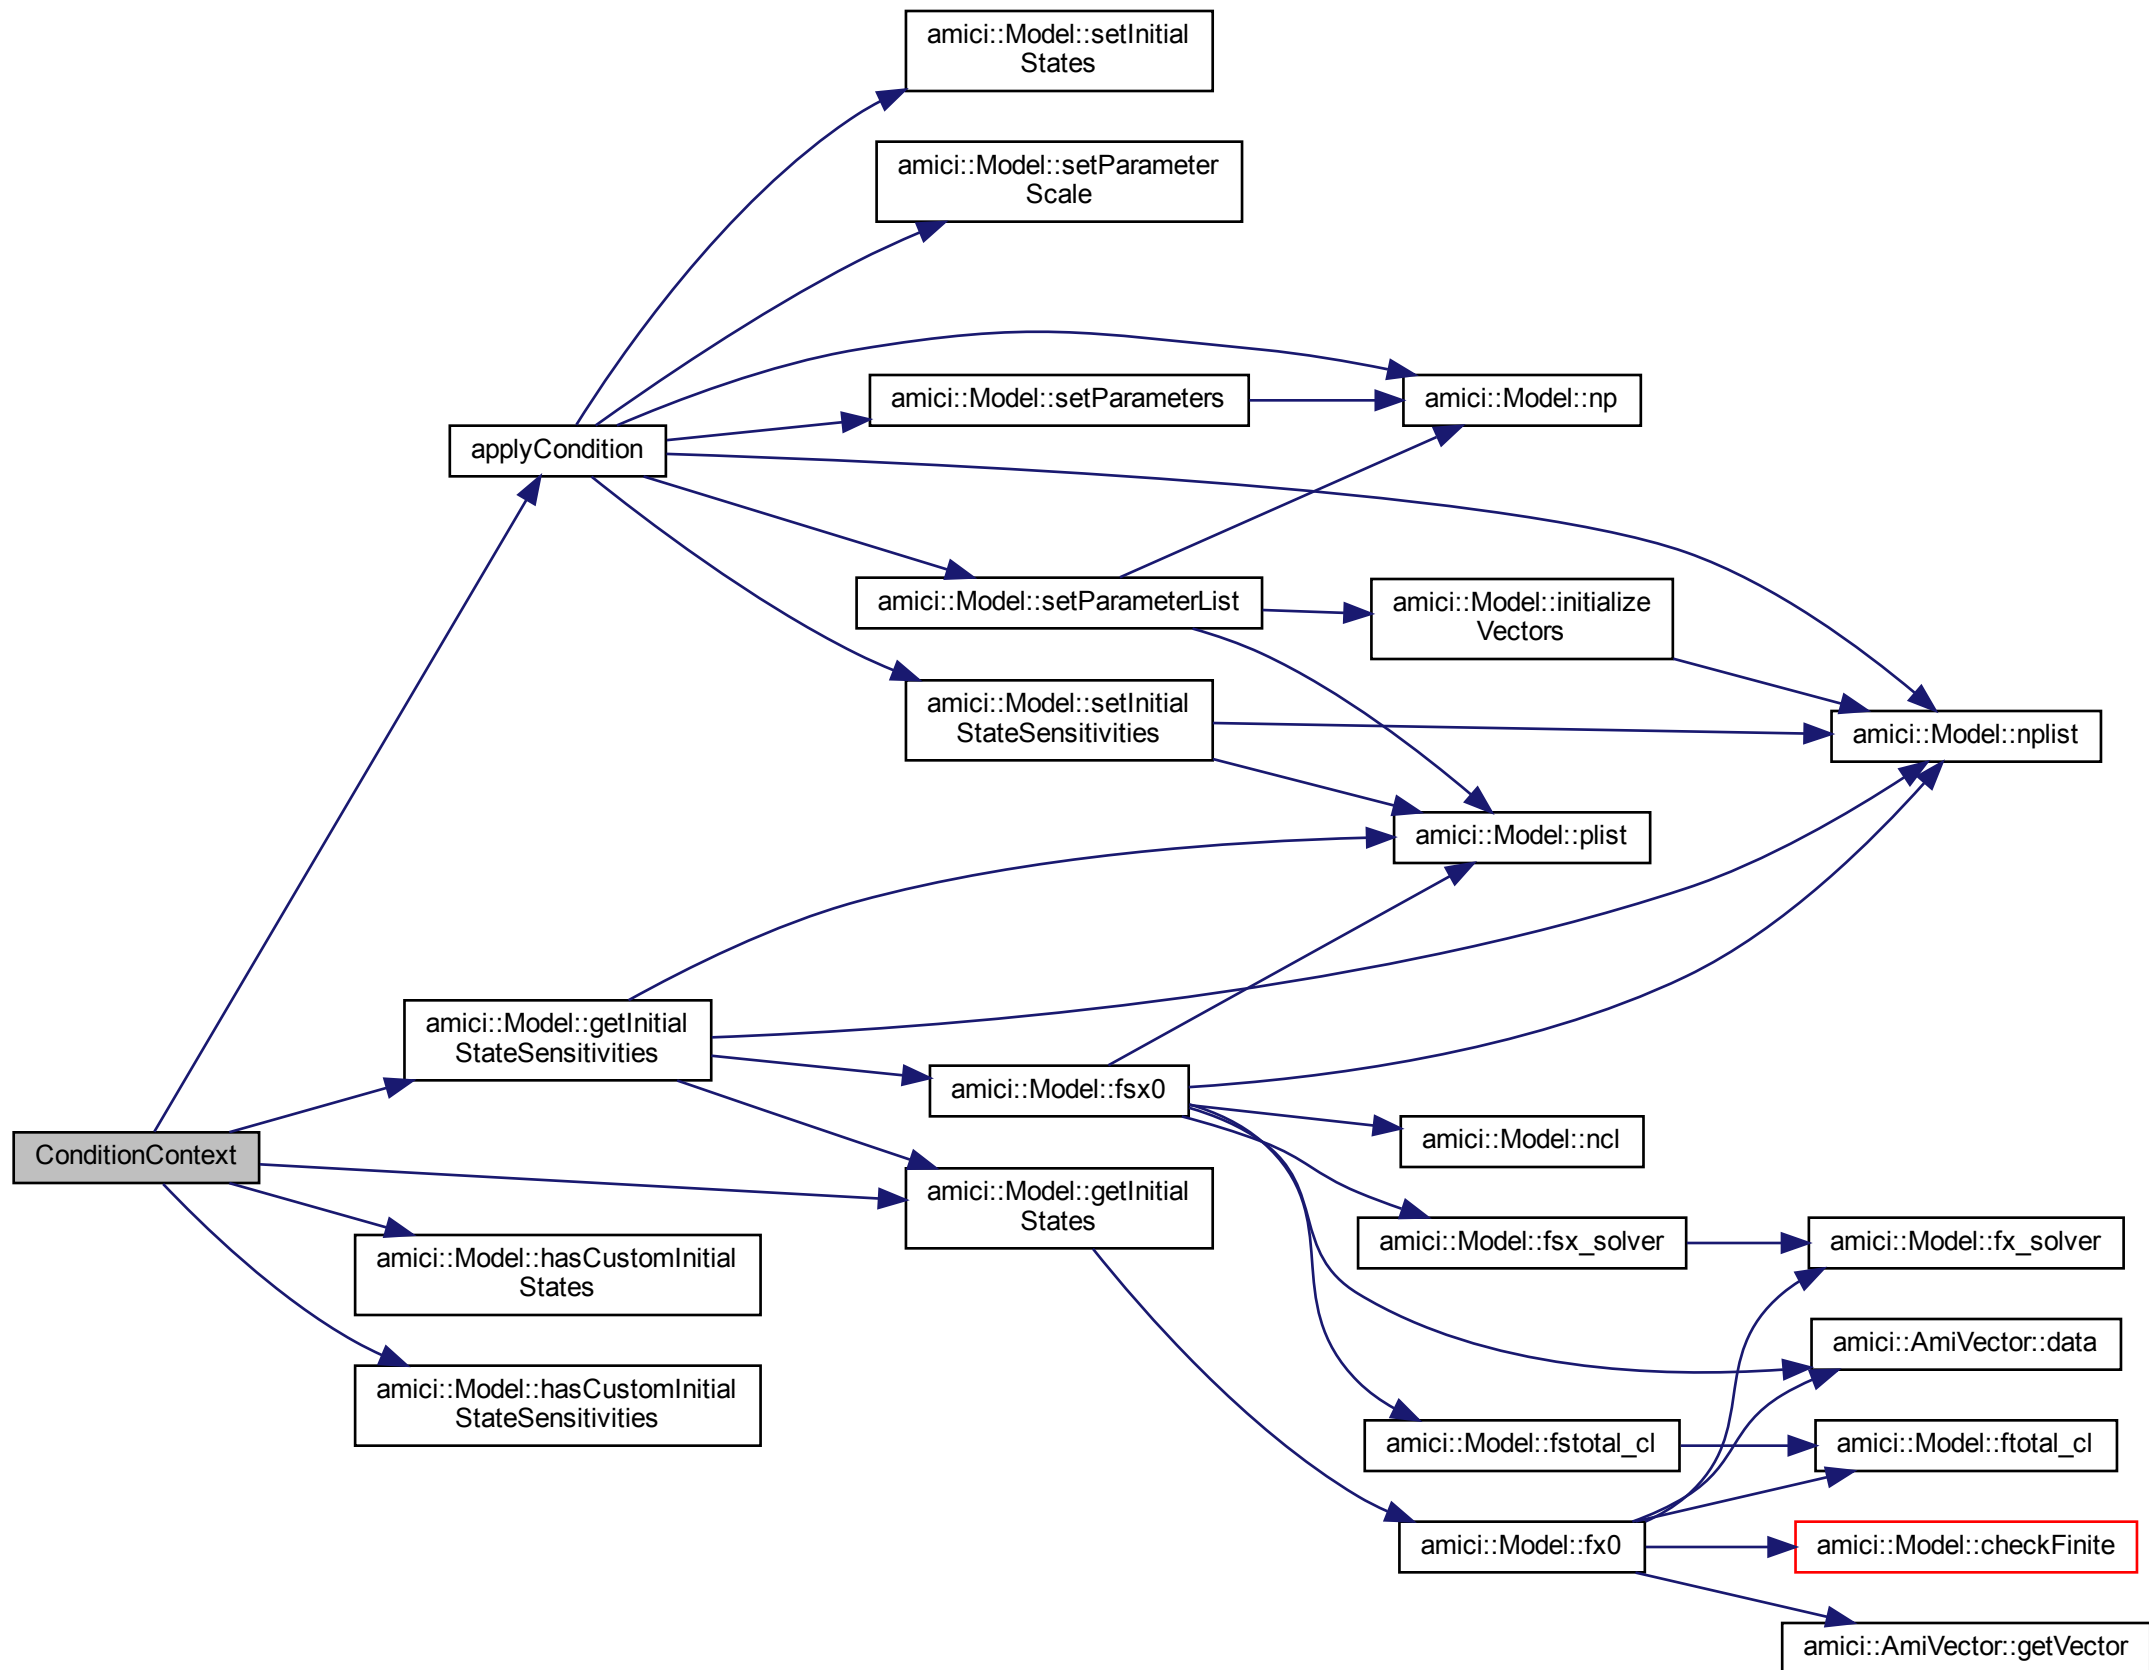 amici::Model::setInitial
States
amici::Model::setParameter
Scale
amici::Model::setParameters
amici::Model::np
applyCondition
amici::Model::setParameterList
amici::Model::initialize
Vectors
amici::Model::setInitial
StateSensitivities
amici::Model::nplist
amici::Model::plist
amici::Model::getInitial
StateSensitivities
amici::Model::fsx0
amici::Model::ncl
ConditionContext
amici::Model::getInitial
States
amici::Model::fsx_solver
amici::Model::fx_solver
amici::Model::hasCustomInitial
States
amici::AmiVector::data
amici::Model::hasCustomInitial
StateSensitivities
amici::Model::fstotal_cl
amici::Model::ftotal_cl
amici::Model::fx0
amici::Model::checkFinite
amici::AmiVector::getVector